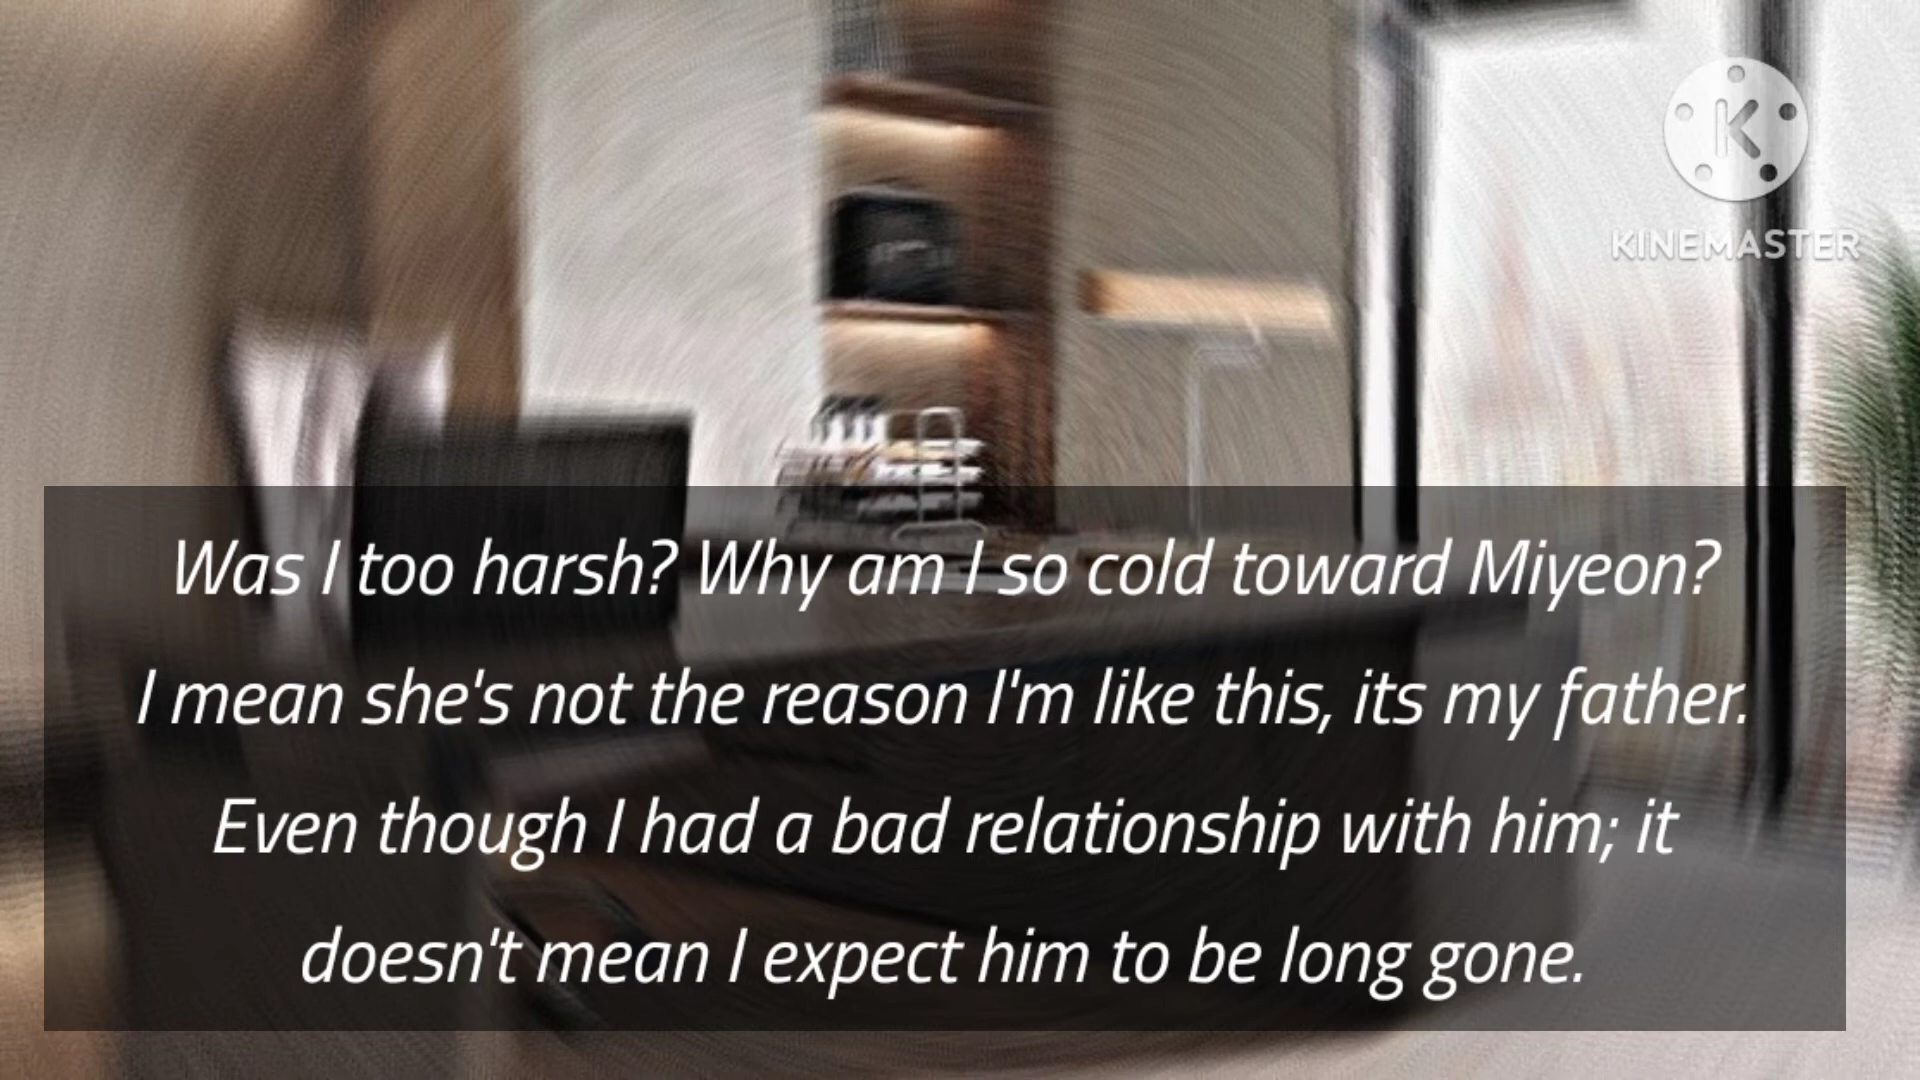 KINEMASTER
Was I too harsh? Why am I so cold toward Miyeon?
I mean she's not the reason I'm like this, its my father.
Even though I had a bad relationship with him; it
doesn't mean I expect him to be long gone.